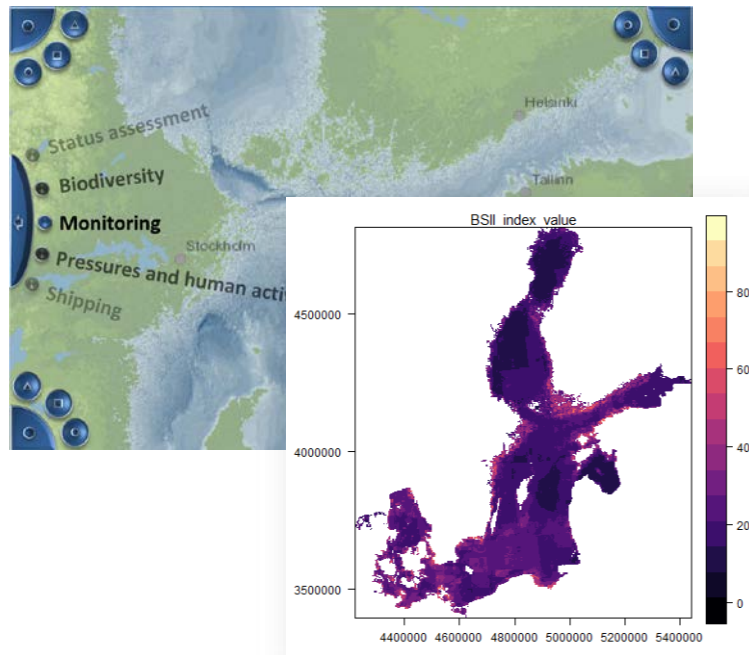 Helsinki
Status assessment
Tallinn
Biodiversity
Monitoring
Stockholm
Pressures and human acti
Shipping
BSII_index_value
4500000
4000000
3500000
4400000 4600000 4800000 5000000 5200000 5400000
80
60
40
20
0